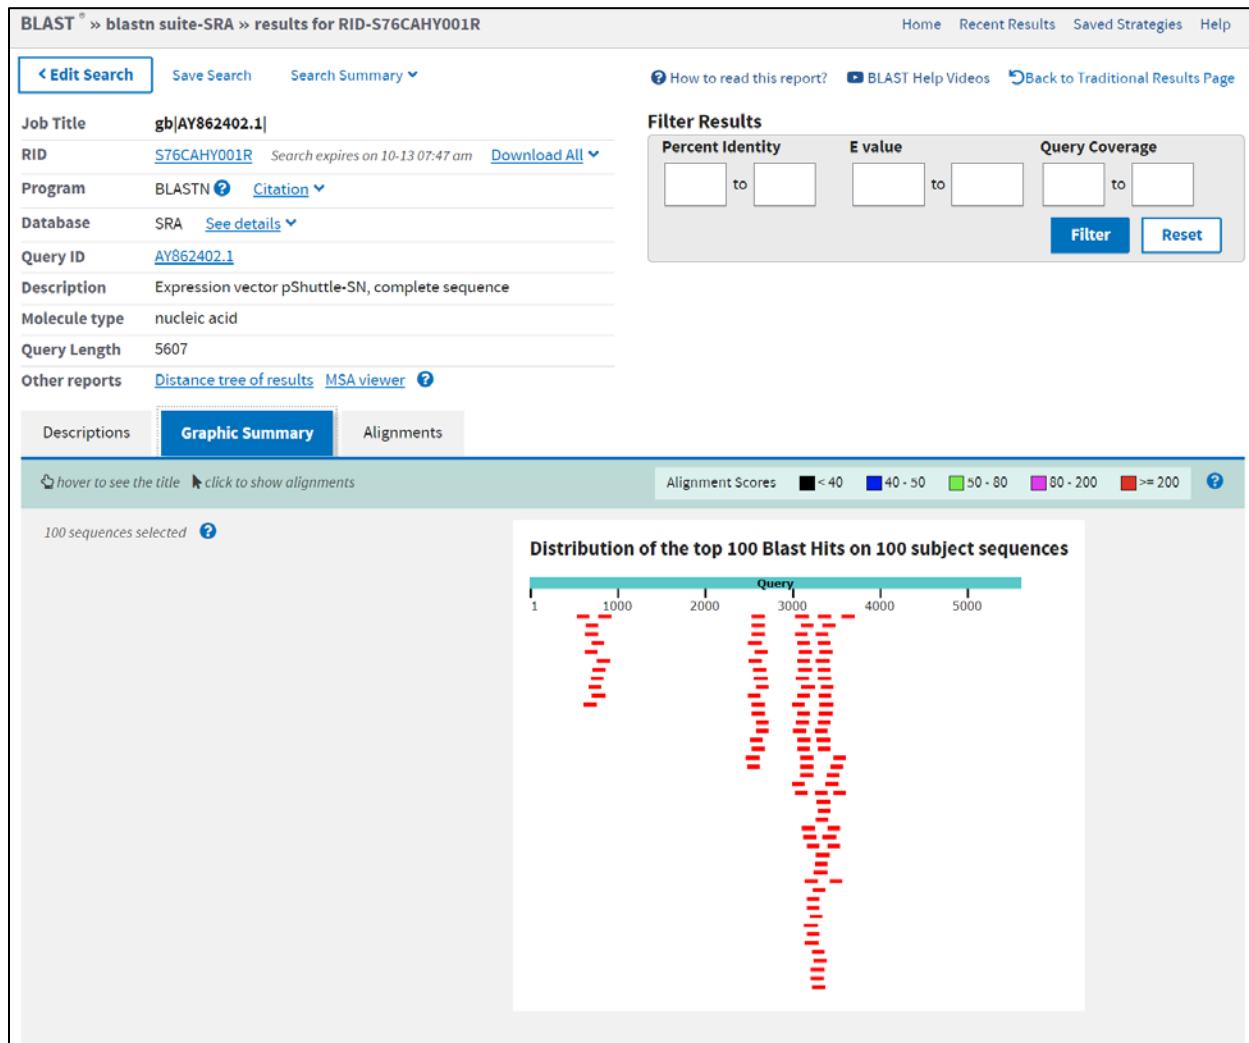 BLAST ® » blastn suite-SRA » results for RID-S76CAHY001R
Home Recent Results Saved Strategies Help
Edit Search Save Search Search Summary
How to read this report? BLAST Help Videos Back to Traditional Results Page
Job Title gb|AY862402.1|
RID S76CAHY001R Search expires on 10-13 07:47 am Download All
Program BLASTN ? Citation
Database SRA See details
Query ID AY862402.1
Description Expression vector pShuttle-SN, complete sequence
Molecule type nucleic acid
Query Length 5607
Other reports Distance tree of results MSA viewer ?
Filter Results
Percent Identity E value Query Coverage
to to to
Filter Reset
Descriptions Graphic Summary Alignments
hover to see the title click to show alignments
Alignment Scores < 40 40 - 50 50 - 80 80 - 200 >= 200 ?
100 sequences selected ?
Distribution of the top 100 Blast Hits on 100 subject sequences
Query
1 1000 2000 3000 4000 5000